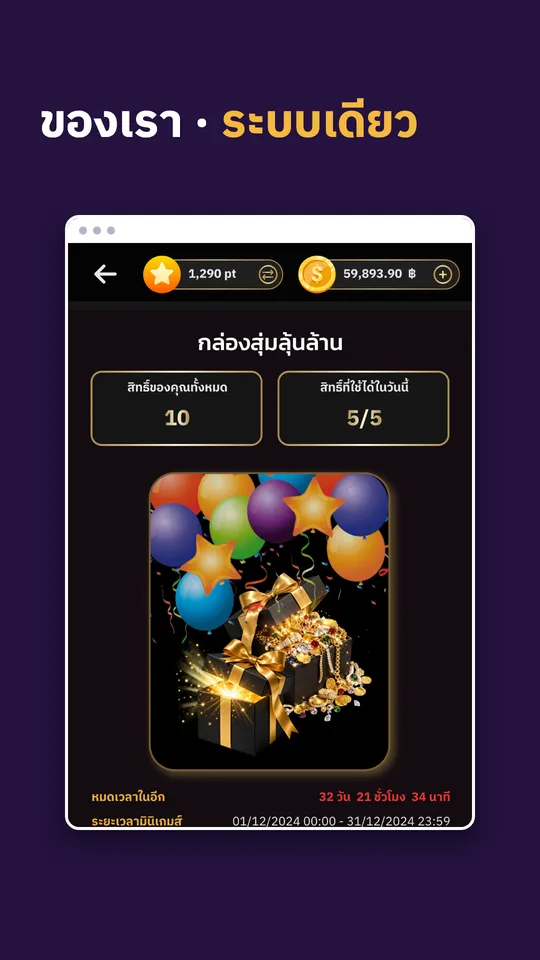 ของเรา · ระบบเดียว
1,290 pt
59,893.90 ฿
กล่องสุ่มลุ้นล้าน
สิทธิ์ของคุณทั้งหมด
สิทธิ์ที่ใช้ได้ในวันนี้
10
5/5
หมดเวลาในอีก
32 วัน 21 ชั่วโมง 34 นาที
ระยะเวลามินิเกมส์
01/12/2024 00:00 - 31/12/2024 23:59